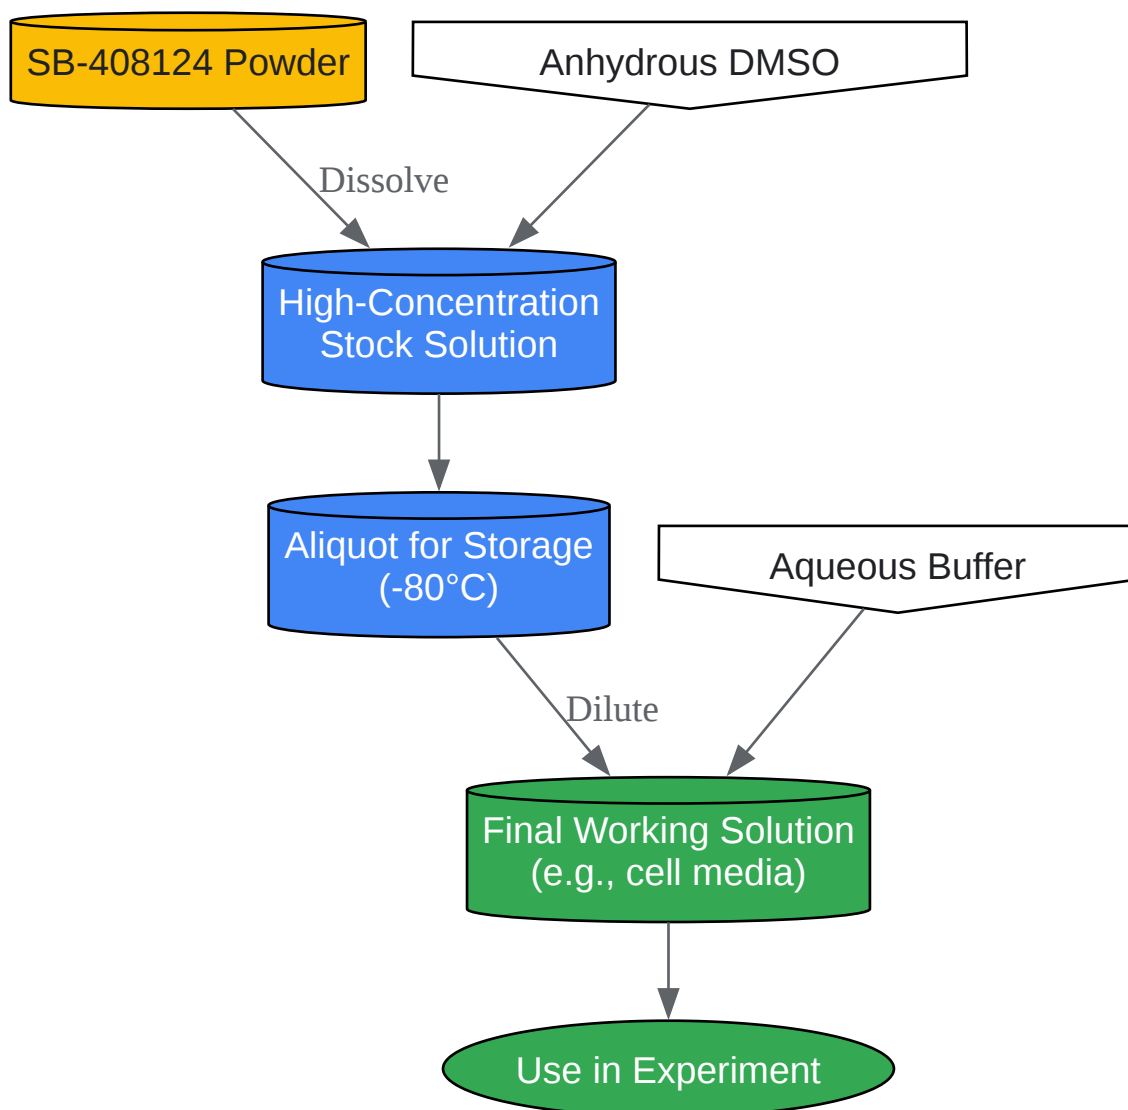 SB-408124 Powder
Anhydrous DMSO
Dissolve
High-Concentration
Stock Solution
Aliquot for Storage
(-80°C)
Aqueous Buffer
Dilute
Final Working Solution
(e.g., cell media)
Use in Experiment